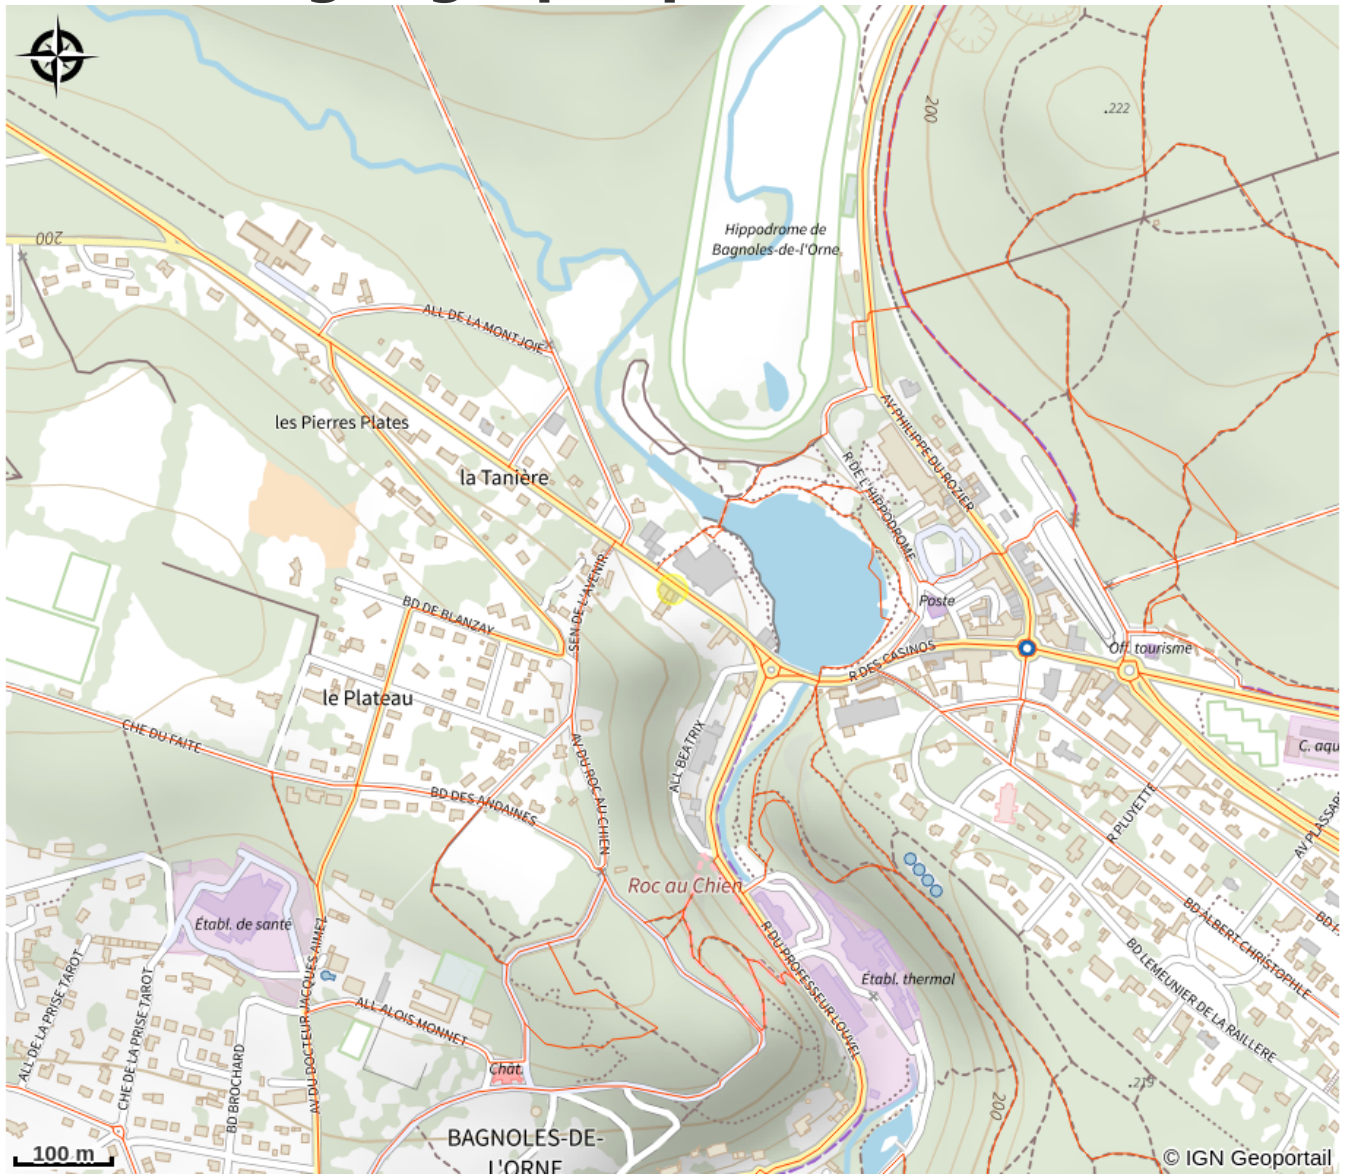 200
.222
Hippodrome de
Bagnoles-de-l'Orne
200
ALL DE LA MONTJOIE
les Pierres Plates
AV PHILIPPE DU ROZIER
la Tanière
R DE L'HIPPODROME
SEN DE L'AVENIR
BD DE BLANZAY
Poste
Off. tourisme
R DES CASINOS
le Plateau
CHE DU FAITE
AV DU ROC AU CHIEN
ALL BEATRIX
C. aqu
BD DES ANDAINES
R PLUYETTE
AV PLASSAR
Roc au Chien
Établ. de santé
R DU PROFESSEUR LOUVEL
BD ALBERT CHRISTOPHLE
BD LEMEUNIER DE LA RAILLERE
Établ. thermal
ALL DE LA PRISE TAROT
CHE DE LA PRISE TAROT
AV DU DOCTEUR JACQUES AIMEZ
ALL ALOIS MONNET
Chât.
BD BROCHARD
.219
200
BAGNOLES-DE-
L'ORNE
100 m
© IGN Geoportail